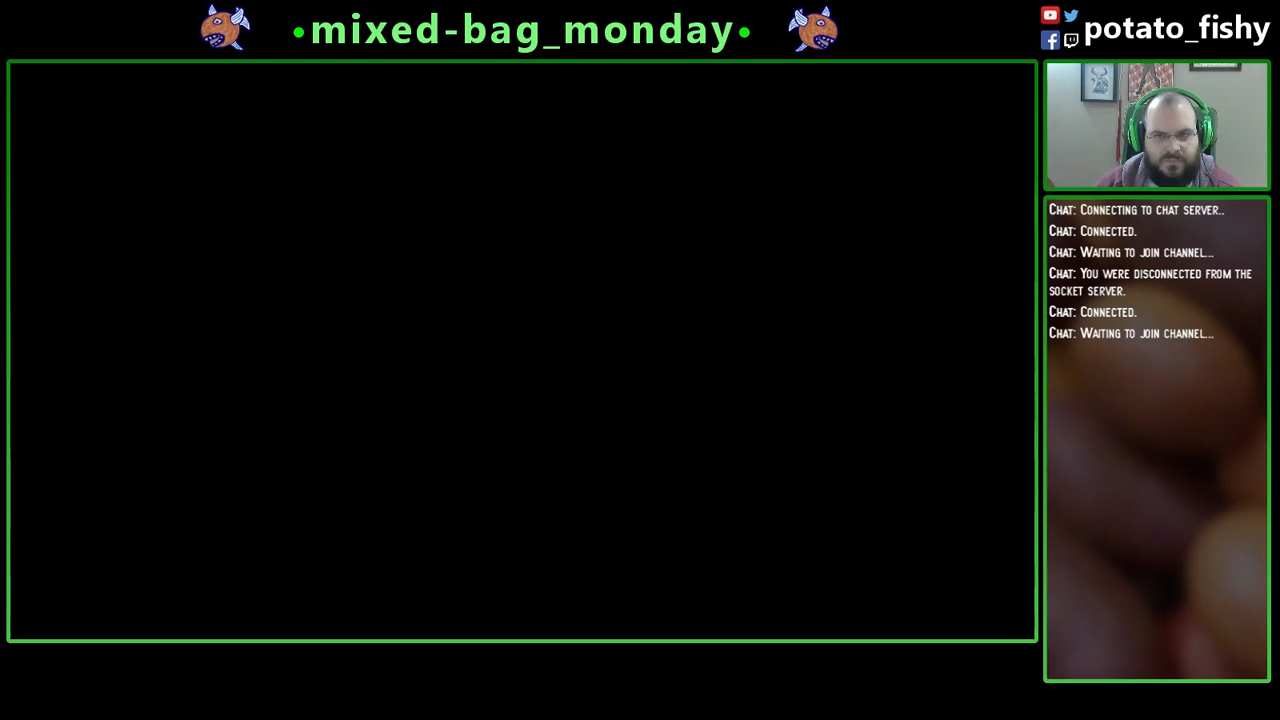 •mixed-bag_monday•
potato_fishy
Chat: Connecting to chat server..
Chat: Connected.
Chat: Waiting to join channel...
Chat: You were disconnected from the
socket server.
Chat: Connected.
Chat: Waiting to join channel...